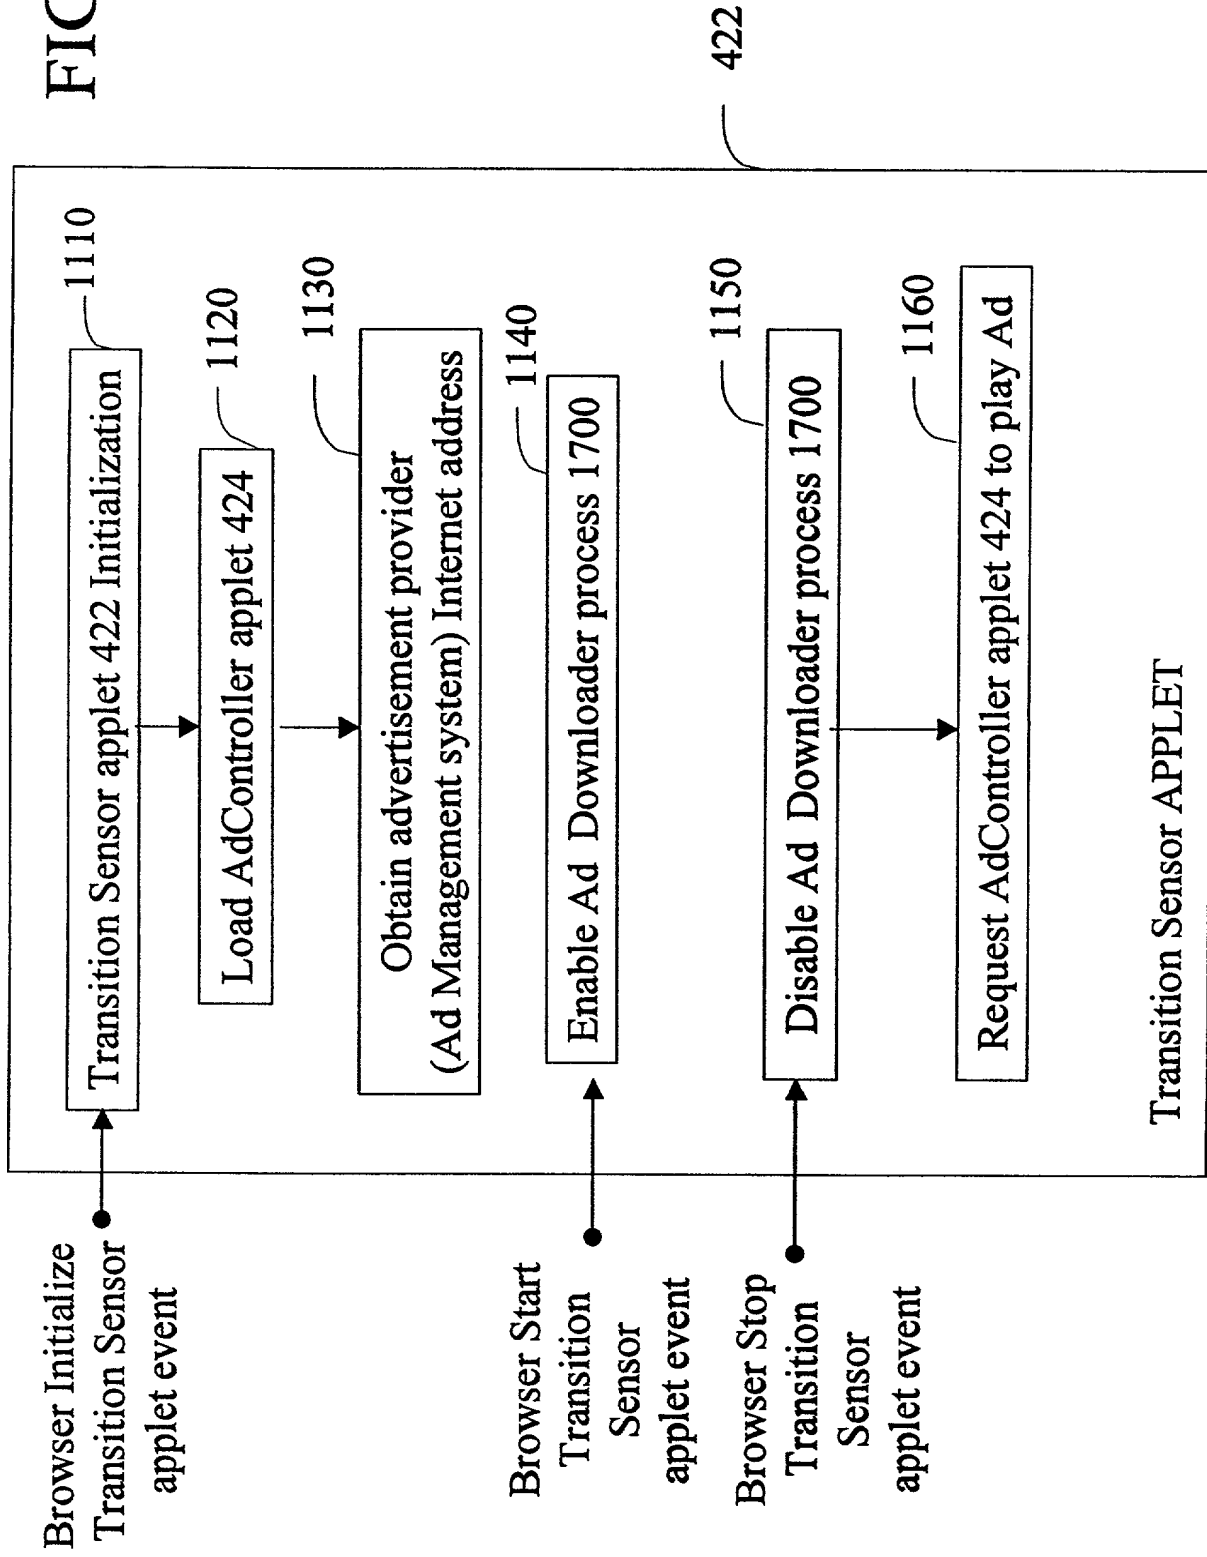 FIG
422
Browser Initialize
Transition Sensor
applet event
Transition Sensor applet 422 Initialization
1110
Load AdController applet 424
1120
Obtain advertisement provider
(Ad Management system) Internet address
1130
Browser Start
Transition
Sensor
applet event
Enable Ad Downloader process 1700
1140
Browser Stop
Transition
Sensor
applet event
Disable Ad Downloader process 1700
1150
Request AdController applet 424 to play Ad
1160
Transition Sensor APPLET